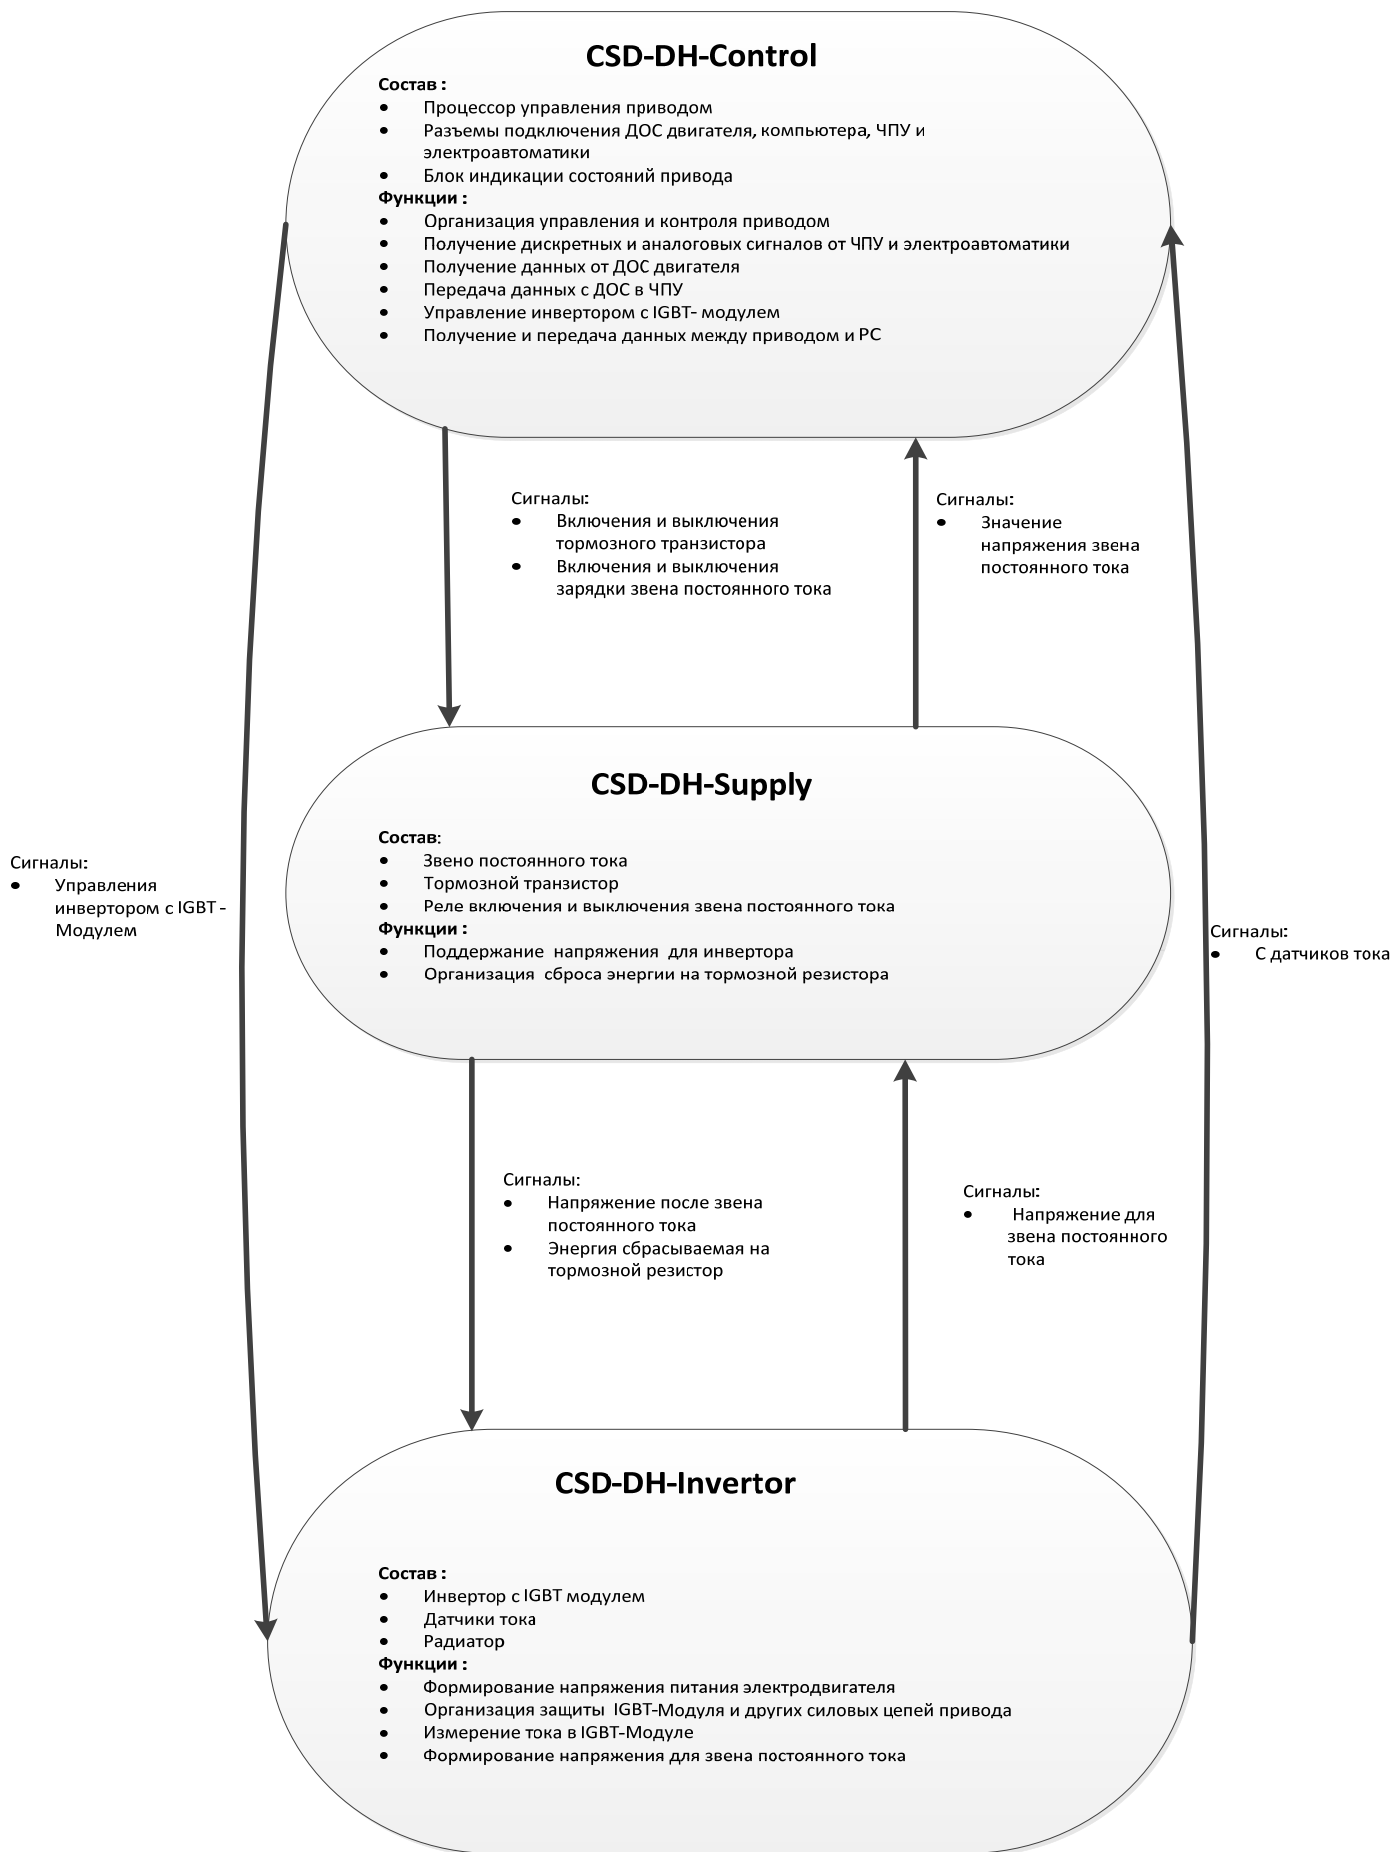 CSD-DH-Control
Состав :
• Процессор управления приводом
• Разъемы подключения ДОС двигателя, компьютера, ЧПУ и
электроавтоматики
• Блок индикации состояний привода
Функции :
• Организация управления и контроля приводом
• Получение дискретных и аналоговых сигналов от ЧПУ и электроавтоматики
• Получение данных от ДОС двигателя
• Передача данных с ДОС в ЧПУ
• Управление инвертором с IGBT- модулем
• Получение и передача данных между приводом и PC
Сигналы:
• Включения и выключения
тормозного транзистора
• Включения и выключения
зарядки звена постоянного тока
Сигналы:
• Значение
напряжения звена
постоянного тока
CSD-DH-Supply
Состав:
• Звено постоянного тока
• Тормозной транзистор
• Реле включения и выключения звена постоянного тока
Функции :
• Поддержание напряжения для инвертора
• Организация сброса энергии на тормозной резистора
Сигналы:
• Управления
инвертором с IGBT -
Модулем
Сигналы:
• С датчиков тока
Сигналы:
• Напряжение после звена
постоянного тока
• Энергия сбрасываемая на
тормозной резистор
Сигналы:
• Напряжение для
звена постоянного
тока
CSD-DH-Invertor
Состав :
• Инвертор с IGBT модулем
• Датчики тока
• Радиатор
Функции :
• Формирование напряжения питания электродвигателя
• Организация защиты IGBT-Модуля и других силовых цепей привода
• Измерение тока в IGBT-Модуле
• Формирование напряжения для звена постоянного тока